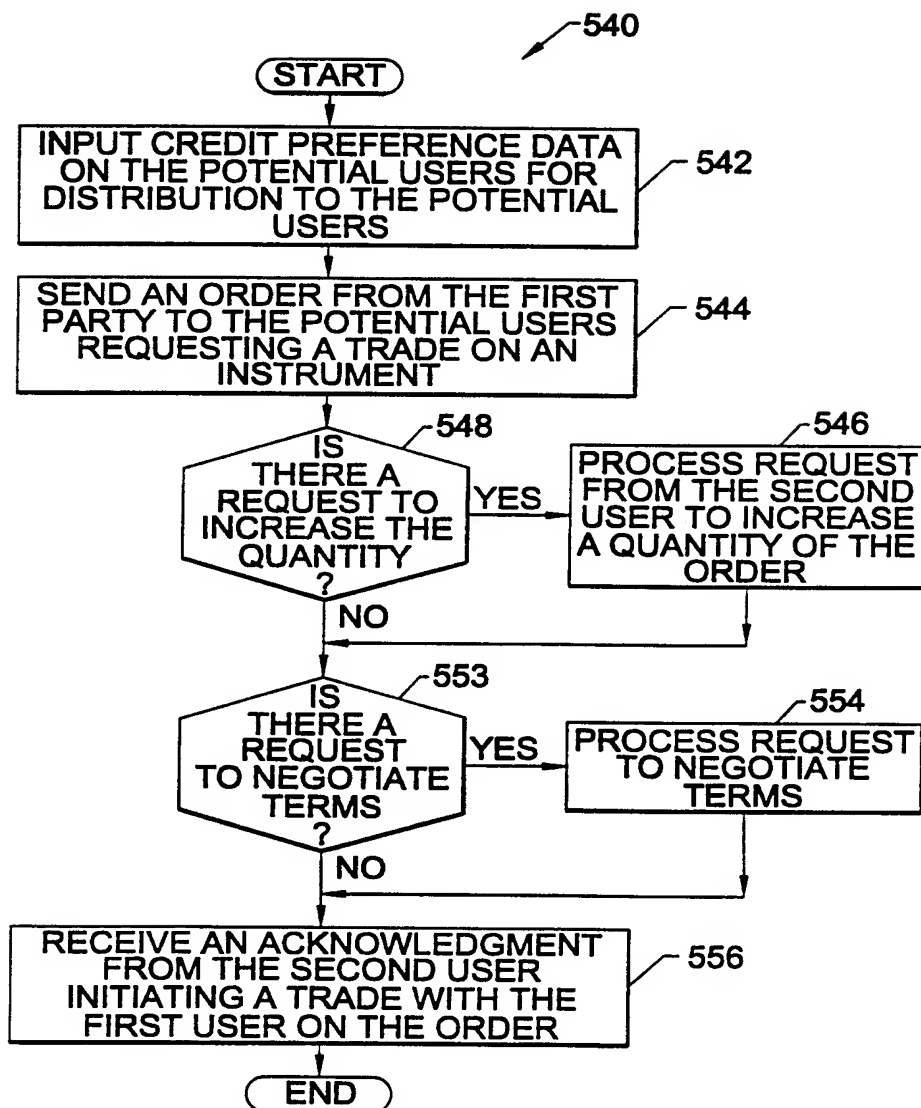 540
START
INPUT CREDIT PREFERENCE DATA
ON THE POTENTIAL USERS FOR
DISTRIBUTION TO THE POTENTIAL
USERS
542
SEND AN ORDER FROM THE FIRST
PARTY TO THE POTENTIAL USERS
REQUESTING A TRADE ON AN
INSTRUMENT
544
548
IS
THERE A
REQUEST TO
INCREASE THE
QUANTITY
?
YES
NO
546
PROCESS REQUEST
FROM THE SECOND
USER TO INCREASE
A QUANTITY OF THE
ORDER
553
IS
THERE A
REQUEST
TO NEGOTIATE
TERMS
?
YES
NO
554
PROCESS REQUEST
TO NEGOTIATE
TERMS
RECEIVE AN ACKNOWLEDGMENT
FROM THE SECOND USER
INITIATING A TRADE WITH THE
FIRST USER ON THE ORDER
556
END